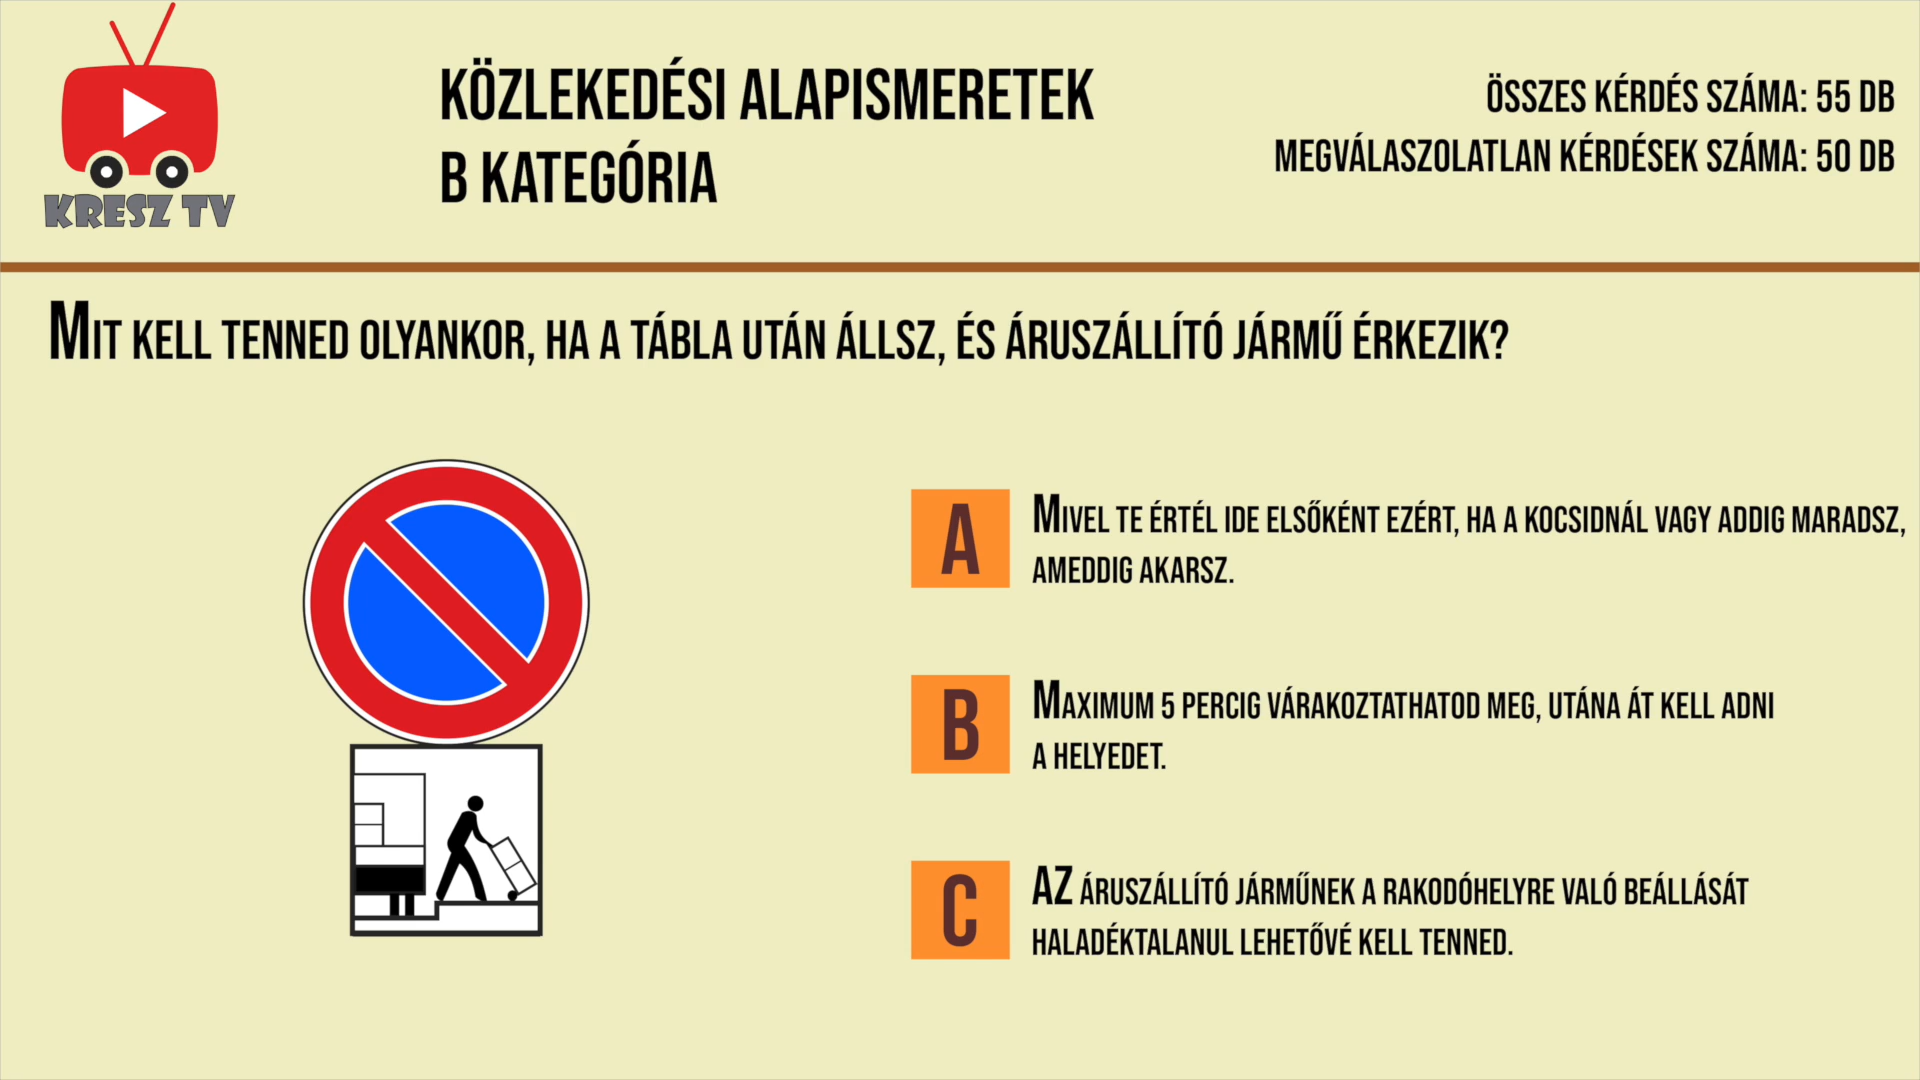 KRESZ TV
KÖZLEKEDÉSI ALAPISMERETEK
B KATEGÓRIA
ÖSSZES KÉRDÉS SZÁMA: 55 DB
MEGVÁLASZOLATLAN KÉRDÉSEK SZÁMA: 50 DB
MIT KELL TENNED OLYANKOR, HA A TÁBLA UTÁN ÁLLSZ, ÉS ÁRUSZÁLLÍTÓ JÁRMŰ ÉRKEZIK?
A MIVEL TE ÉRTÉL IDE ELSŐKÉNT EZÉRT, HA A KOCSIDNÁL VAGY ADDIG MARADSZ,
AMEDDIG AKARSZ.
B MAXIMUM 5 PERCIG VÁRAKOZTATHATOD MEG, UTÁNA ÁT KELL ADNI
A HELYEDET.
C AZ ÁRUSZÁLLÍTÓ JÁRMŰNEK A RAKODÓHELYRE VALÓ BEÁLLÁSÁT
HALADÉKTALANUL LEHETŐVÉ KELL TENNED.